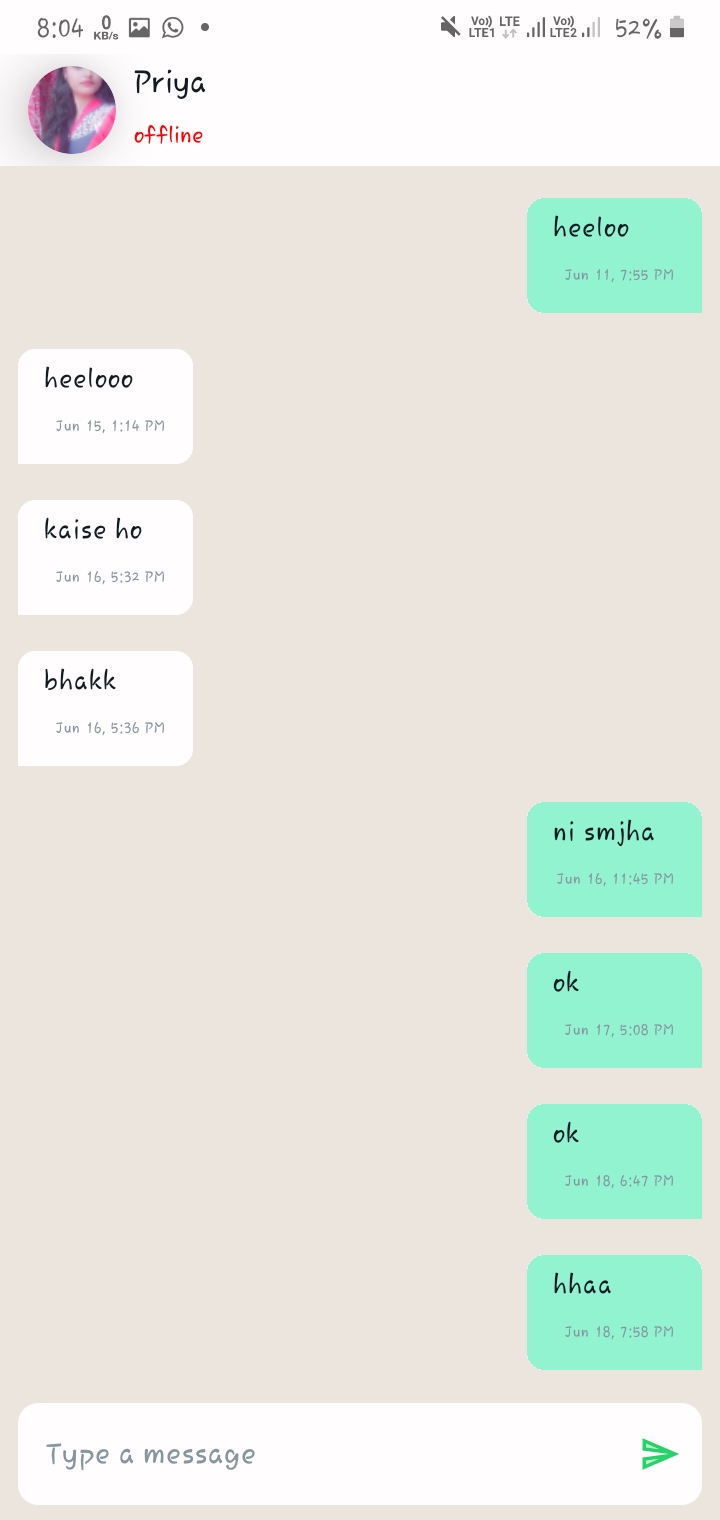 8:04 0 KB/s Vo)) LTE1 LTE Vo)) LTE2 52%
Priya
offline
heeloo
Jun 11, 7:55 PM
heelooo
Jun 15, 1:14 PM
kaise ho
Jun 16, 5:32 PM
bhakk
Jun 16, 5:36 PM
ni smjha
Jun 16, 11:45 PM
ok
Jun 17, 5:08 PM
ok
Jun 18, 6:47 PM
hhaa
Jun 18, 7:58 PM
Type a message